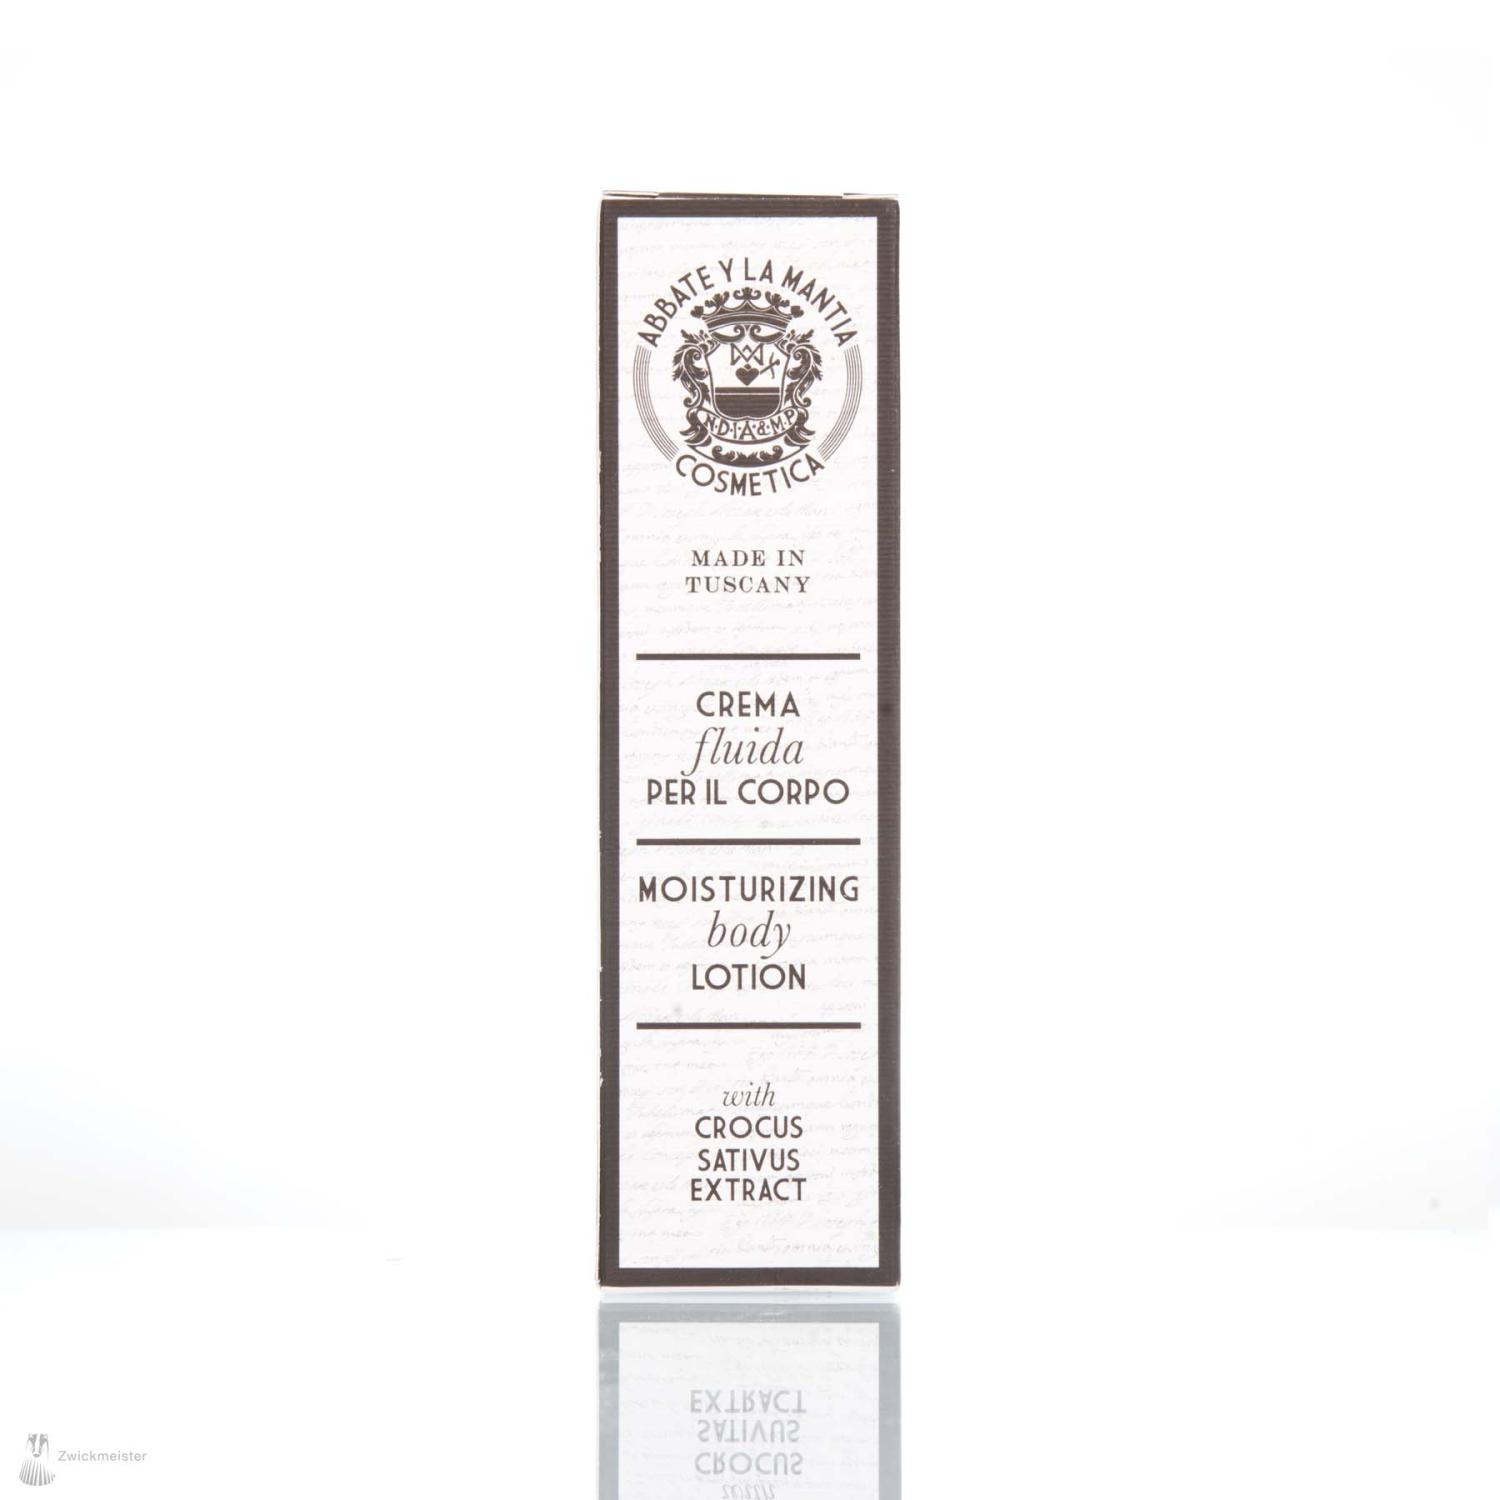 ABBATE Y LA MANTIA
N·D·I·A·&·M·P
COSMETICA
MADE IN
TUSCANY
CREMA
fluida
PER IL CORPO
MOISTURIZING
body
LOTION
with
CROCUS
SATIVUS
EXTRACT
Zwickmeister